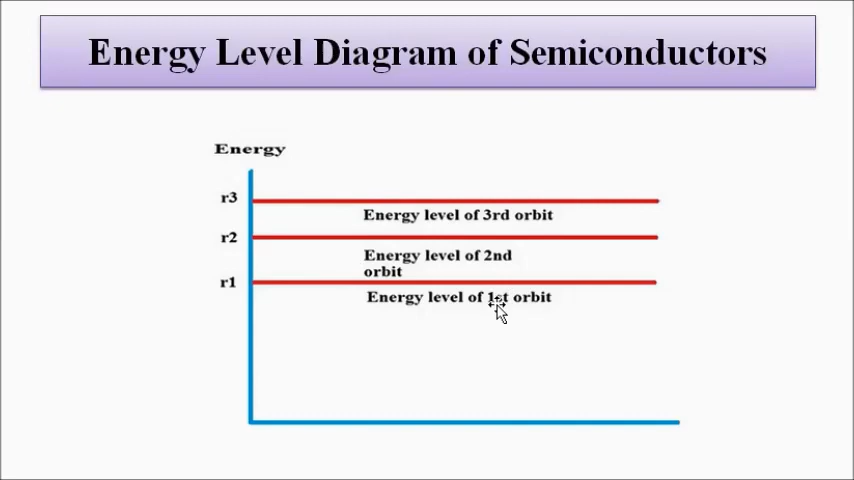 Energy Level Diagram of Semiconductors
Energy
r3
Energy level of 3rd orbit
r2
Energy level of 2nd
orbit
r1
Energy level of 1st orbit